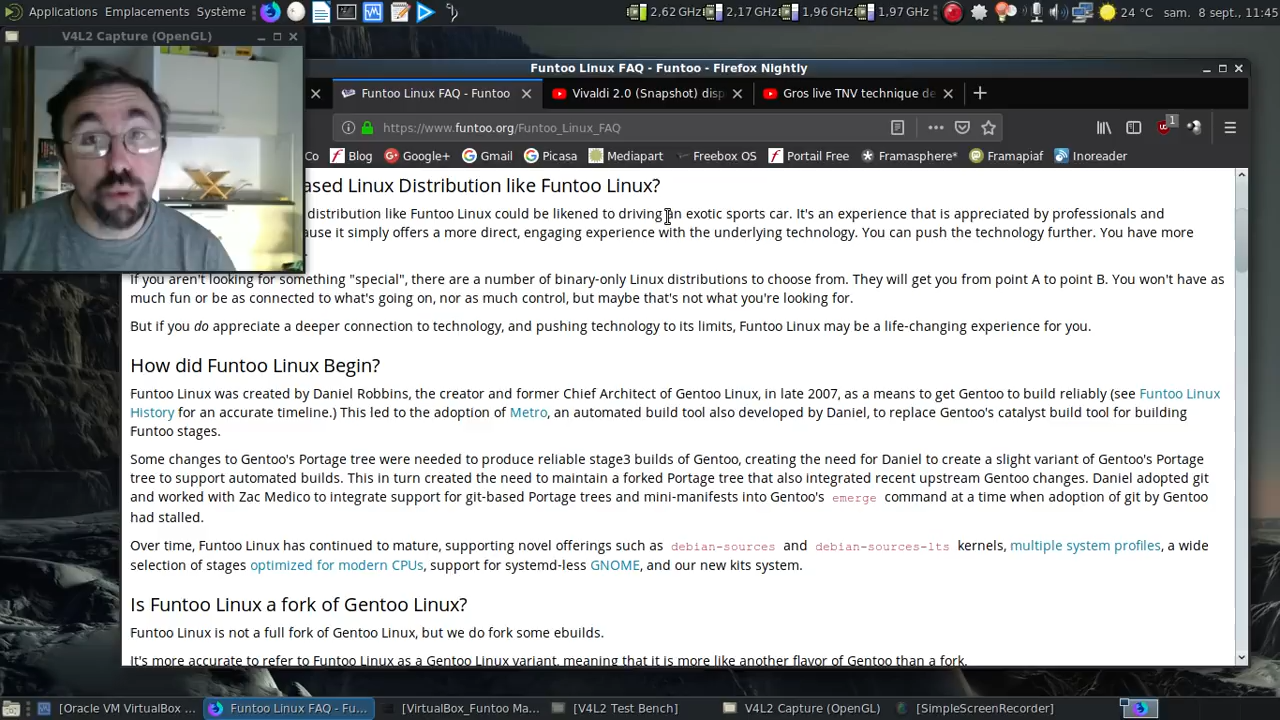 Applications Emplacements Système 2,62 GHz 2,17 GHz 1,96 GHz 1,97 GHz 24 °C sam. 8 sept., 11:45
V4L2 Capture (OpenGL)
Funtoo Linux FAQ - Funtoo - Firefox Nightly
Funtoo Linux FAQ - Funtoo Vivaldi 2.0 (Snapshot) disp Gros live TNV technique de
https://www.funtoo.org/Funtoo_Linux_FAQ 1
Co Blog Google+ Gmail Picasa Mediapart Freebox OS Portail Free Framasphere* Framapiaf Inoreader
ased Linux Distribution like Funtoo Linux?
distribution like Funtoo Linux could be likened to driving an exotic sports car. It's an experience that is appreciated by professionals and
ause it simply offers a more direct, engaging experience with the underlying technology. You can push the technology further. You have more
If you aren't looking for something "special", there are a number of binary-only Linux distributions to choose from. They will get you from point A to point B. You won't have as
much fun or be as connected to what's going on, nor as much control, but maybe that's not what you're looking for.
But if you do appreciate a deeper connection to technology, and pushing technology to its limits, Funtoo Linux may be a life-changing experience for you.
How did Funtoo Linux Begin?
Funtoo Linux was created by Daniel Robbins, the creator and former Chief Architect of Gentoo Linux, in late 2007, as a means to get Gentoo to build reliably (see Funtoo Linux
History for an accurate timeline.) This led to the adoption of Metro, an automated build tool also developed by Daniel, to replace Gentoo's catalyst build tool for building
Funtoo stages.
Some changes to Gentoo's Portage tree were needed to produce reliable stage3 builds of Gentoo, creating the need for Daniel to create a slight variant of Gentoo's Portage
tree to support automated builds. This in turn created the need to maintain a forked Portage tree that also integrated recent upstream Gentoo changes. Daniel adopted git
and worked with Zac Medico to integrate support for git-based Portage trees and mini-manifests into Gentoo's emerge command at a time when adoption of git by Gentoo
had stalled.
Over time, Funtoo Linux has continued to mature, supporting novel offerings such as debian-sources and debian-sources-lts kernels, multiple system profiles, a wide
selection of stages optimized for modern CPUs, support for systemd-less GNOME, and our new kits system.
Is Funtoo Linux a fork of Gentoo Linux?
Funtoo Linux is not a full fork of Gentoo Linux, but we do fork some ebuilds.
It's more accurate to refer to Funtoo Linux as a Gentoo Linux variant, meaning that it is more like another flavor of Gentoo than a fork.
[Oracle VM VirtualBox ... Funtoo Linux FAQ - Fu... [VirtualBox_Funtoo Ma... [V4L2 Test Bench] V4L2 Capture (OpenGL) [SimpleScreenRecorder]